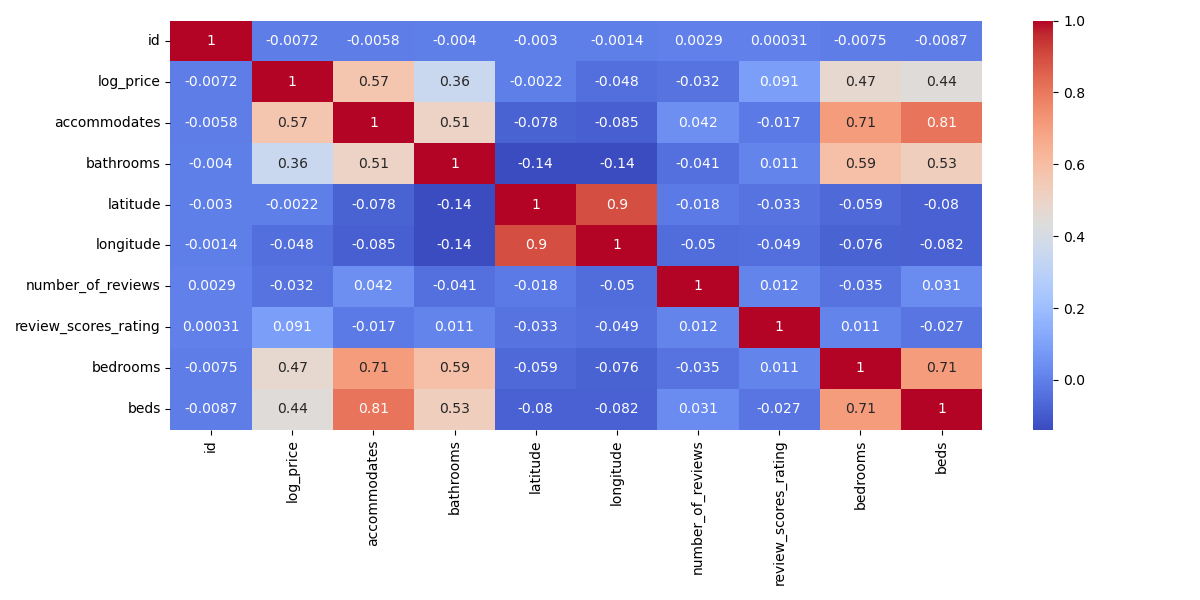 id 1 -0.0072 -0.0058 -0.004 -0.003 -0.0014 0.0029 0.00031 -0.0075 -0.0087
log_price -0.0072 1 0.57 0.36 -0.0022 -0.048 -0.032 0.091 0.47 0.44
accommodates -0.0058 0.57 1 0.51 -0.078 -0.085 0.042 -0.017 0.71 0.81
bathrooms -0.004 0.36 0.51 1 -0.14 -0.14 -0.041 0.011 0.59 0.53
latitude -0.003 -0.0022 -0.078 -0.14 1 0.9 -0.018 -0.033 -0.059 -0.08
longitude -0.0014 -0.048 -0.085 -0.14 0.9 1 -0.05 -0.049 -0.076 -0.082
number_of_reviews 0.0029 -0.032 0.042 -0.041 -0.018 -0.05 1 0.012 -0.035 0.031
review_scores_rating 0.00031 0.091 -0.017 0.011 -0.033 -0.049 0.012 1 0.011 -0.027
bedrooms -0.0075 0.47 0.71 0.59 -0.059 -0.076 -0.035 0.011 1 0.71
beds -0.0087 0.44 0.81 0.53 -0.08 -0.082 0.031 -0.027 0.71 1
id log_price accommodates bathrooms latitude longitude number_of_reviews review_scores_rating bedrooms beds
1.0
0.8
0.6
0.4
0.2
0.0